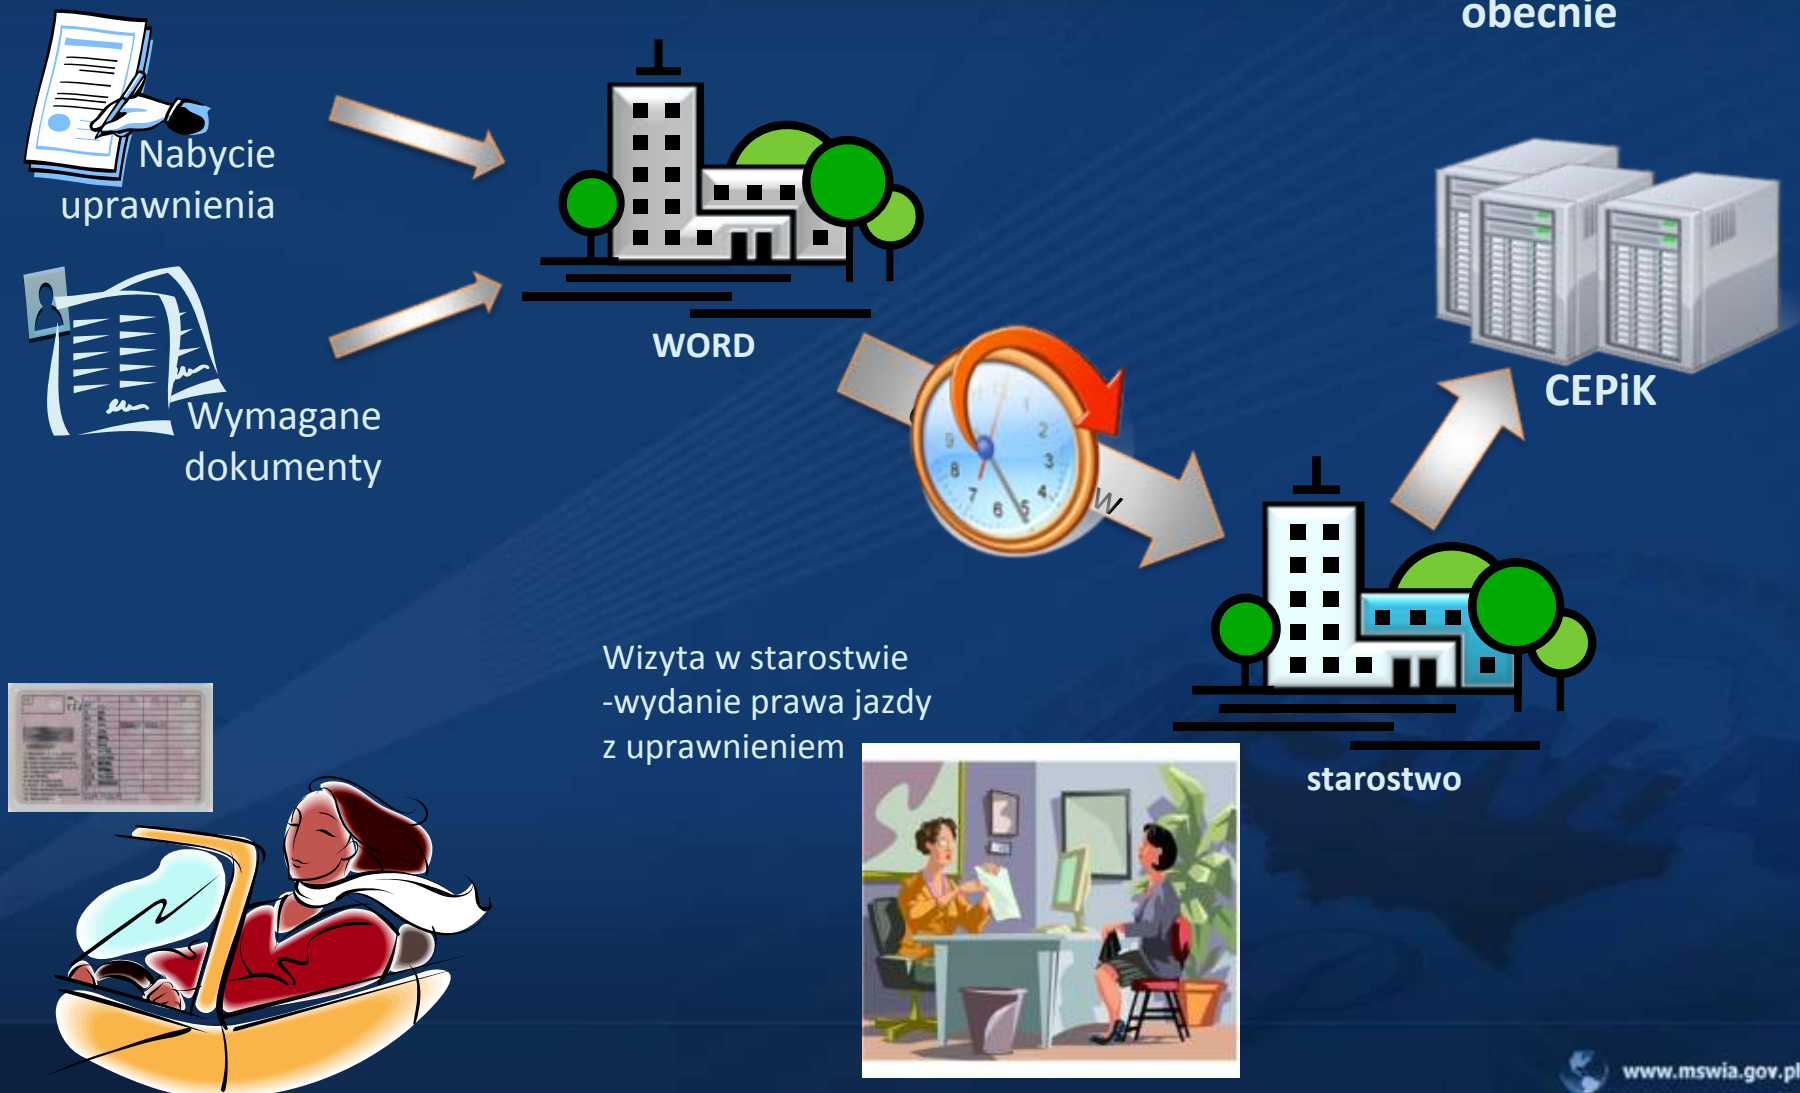 obecnie
Nabycie
uprawnienia
WORD
CEPiK
Wymagane
dokumenty
w
Wizyta w starostwie
-wydanie prawa jazdy
z uprawnieniem
starostwo
www.mswia.gov.pl